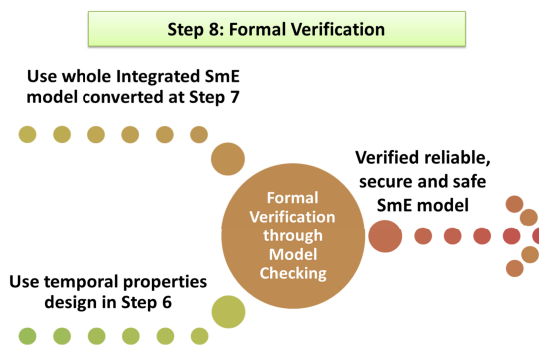 Step 8: Formal Verification
Use whole Integrated SmE
model converted at Step 7
Formal
Verification
through
Model
Checking
Verified reliable,
secure and safe
SmE model
Use temporal properties
design in Step 6